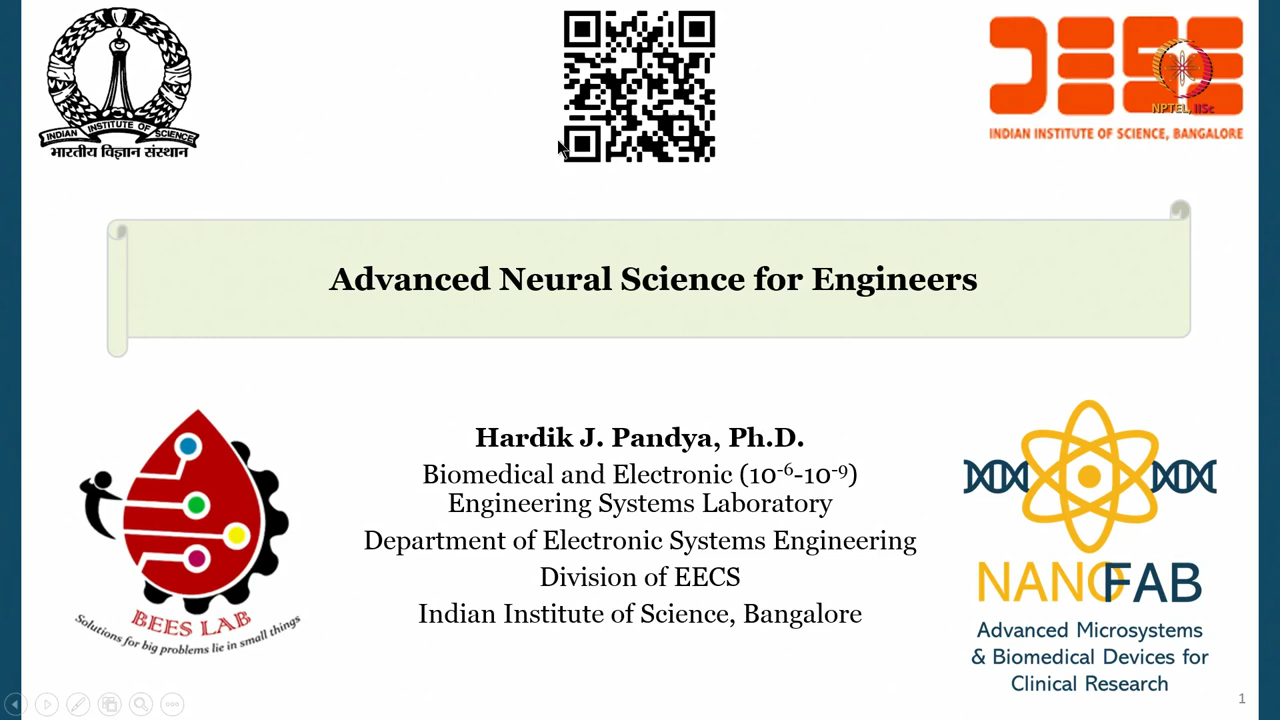 INDIAN INSTITUTE OF SCIENCE
भारतीय विज्ञान संस्थान
DESE
NPTEL, IISc
INDIAN INSTITUTE OF SCIENCE, BANGALORE
Advanced Neural Science for Engineers
Hardik J. Pandya, Ph.D.
Biomedical and Electronic (10⁻⁶-10⁻⁹)
Engineering Systems Laboratory
Department of Electronic Systems Engineering
Division of EECS
Indian Institute of Science, Bangalore
BEES LAB
Solutions for big problems lie in small things
NANOFAB
Advanced Microsystems
& Biomedical Devices for
Clinical Research
1